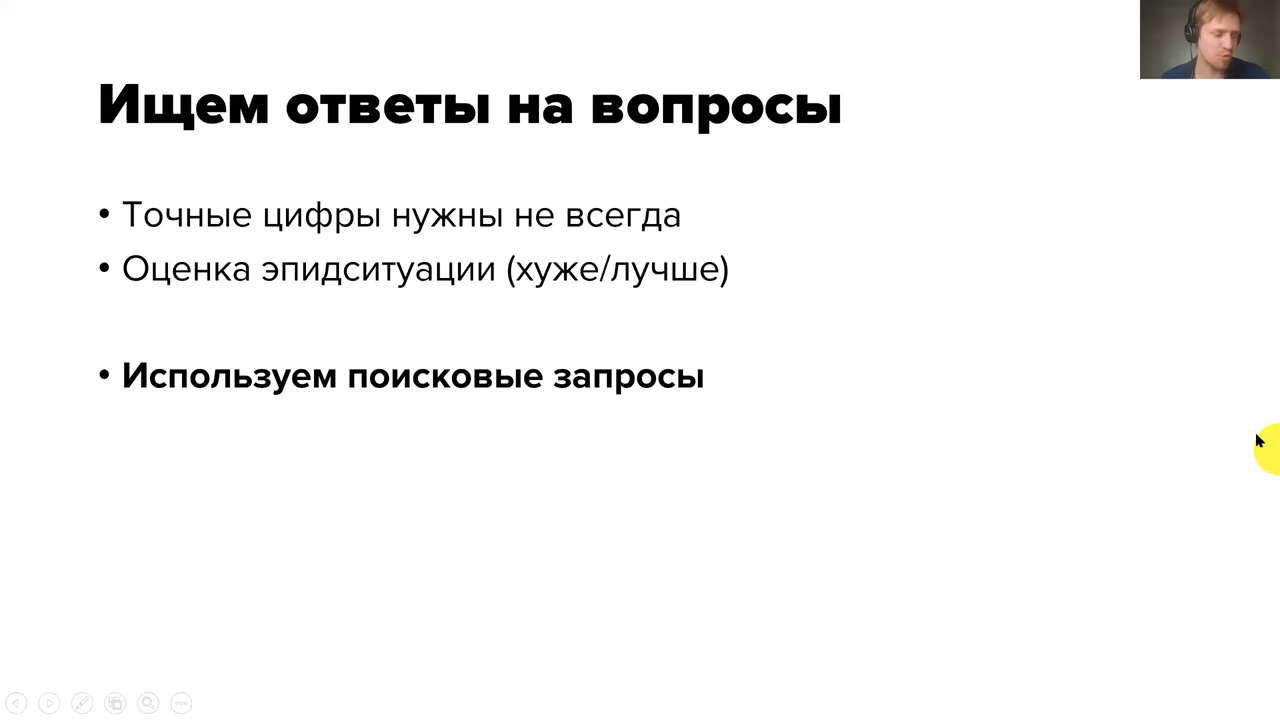 Ищем ответы на вопросы
• Точные цифры нужны не всегда
• Оценка эпидситуации (хуже/лучше)
• Используем поисковые запросы